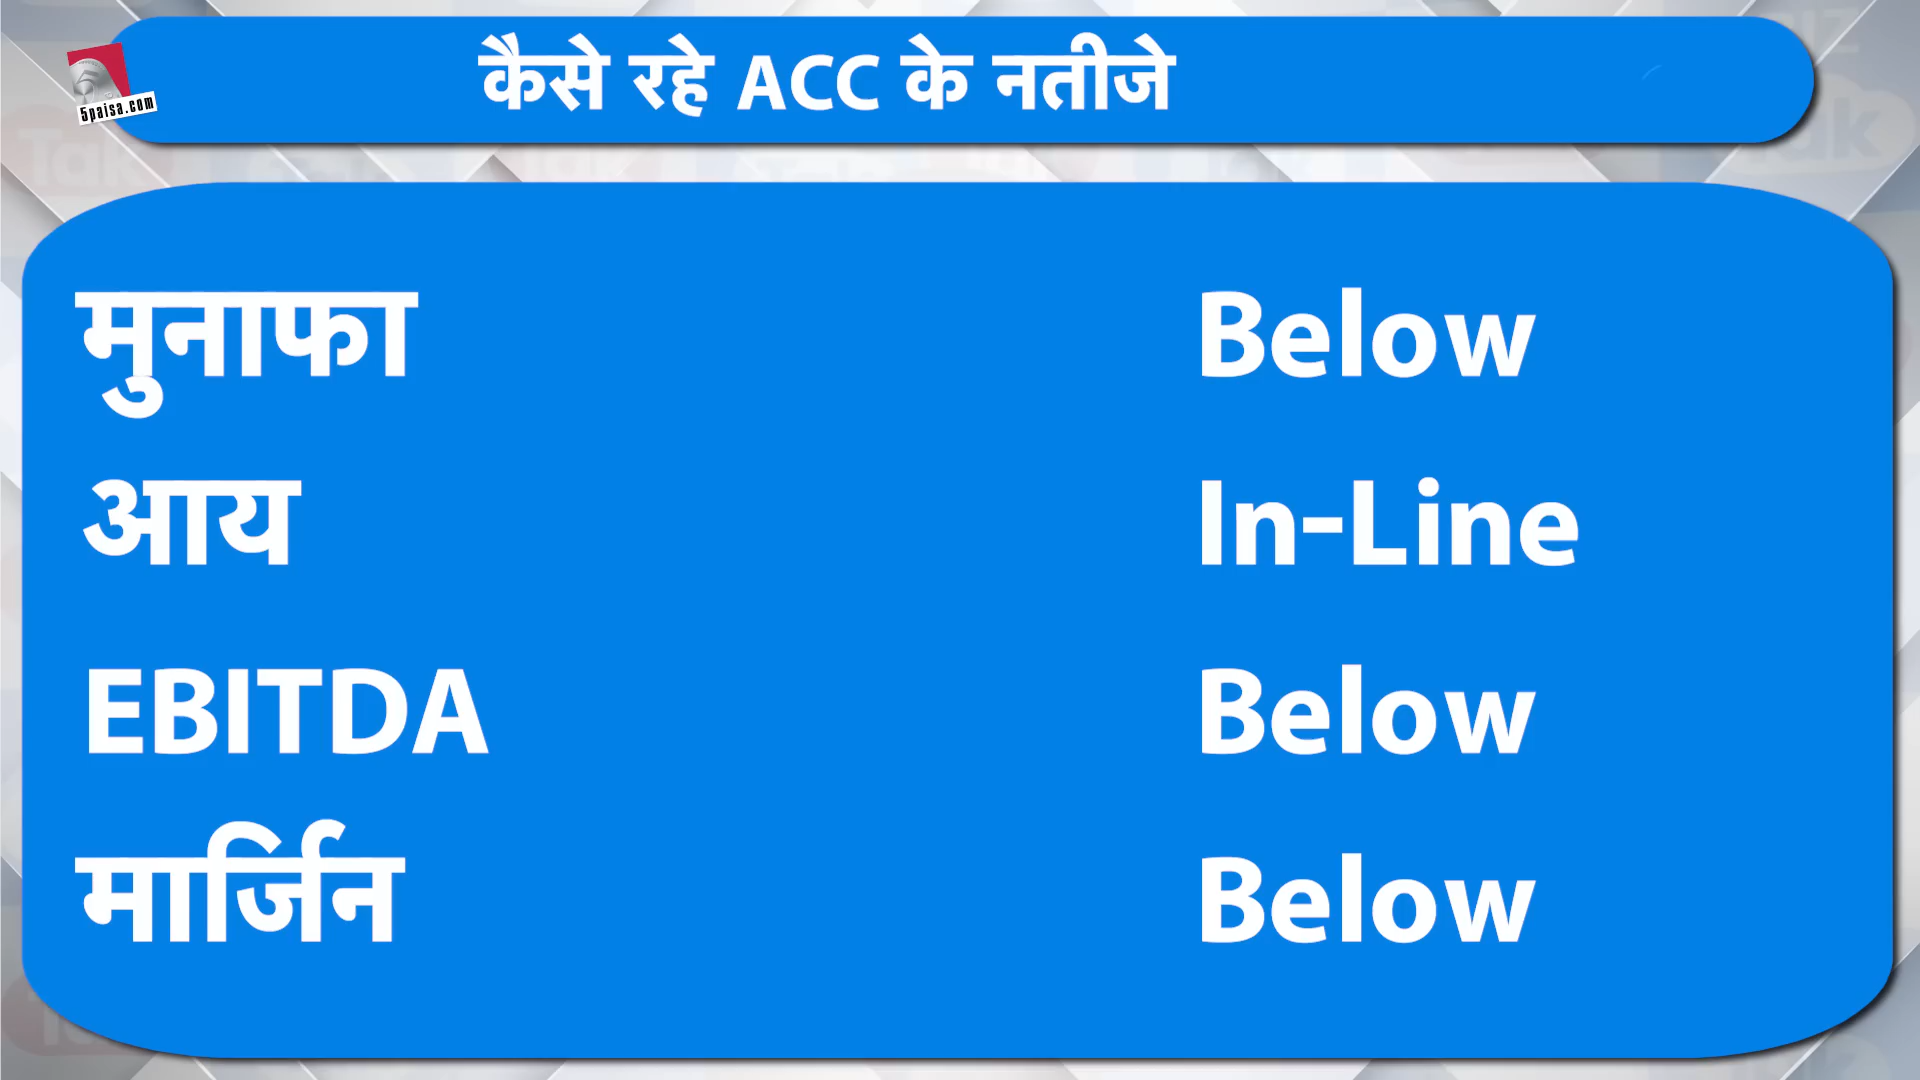 कैसे रहे ACC के नतीजे
5paisa.com
मुनाफा Below
आय In-Line
EBITDA Below
मार्जिन Below